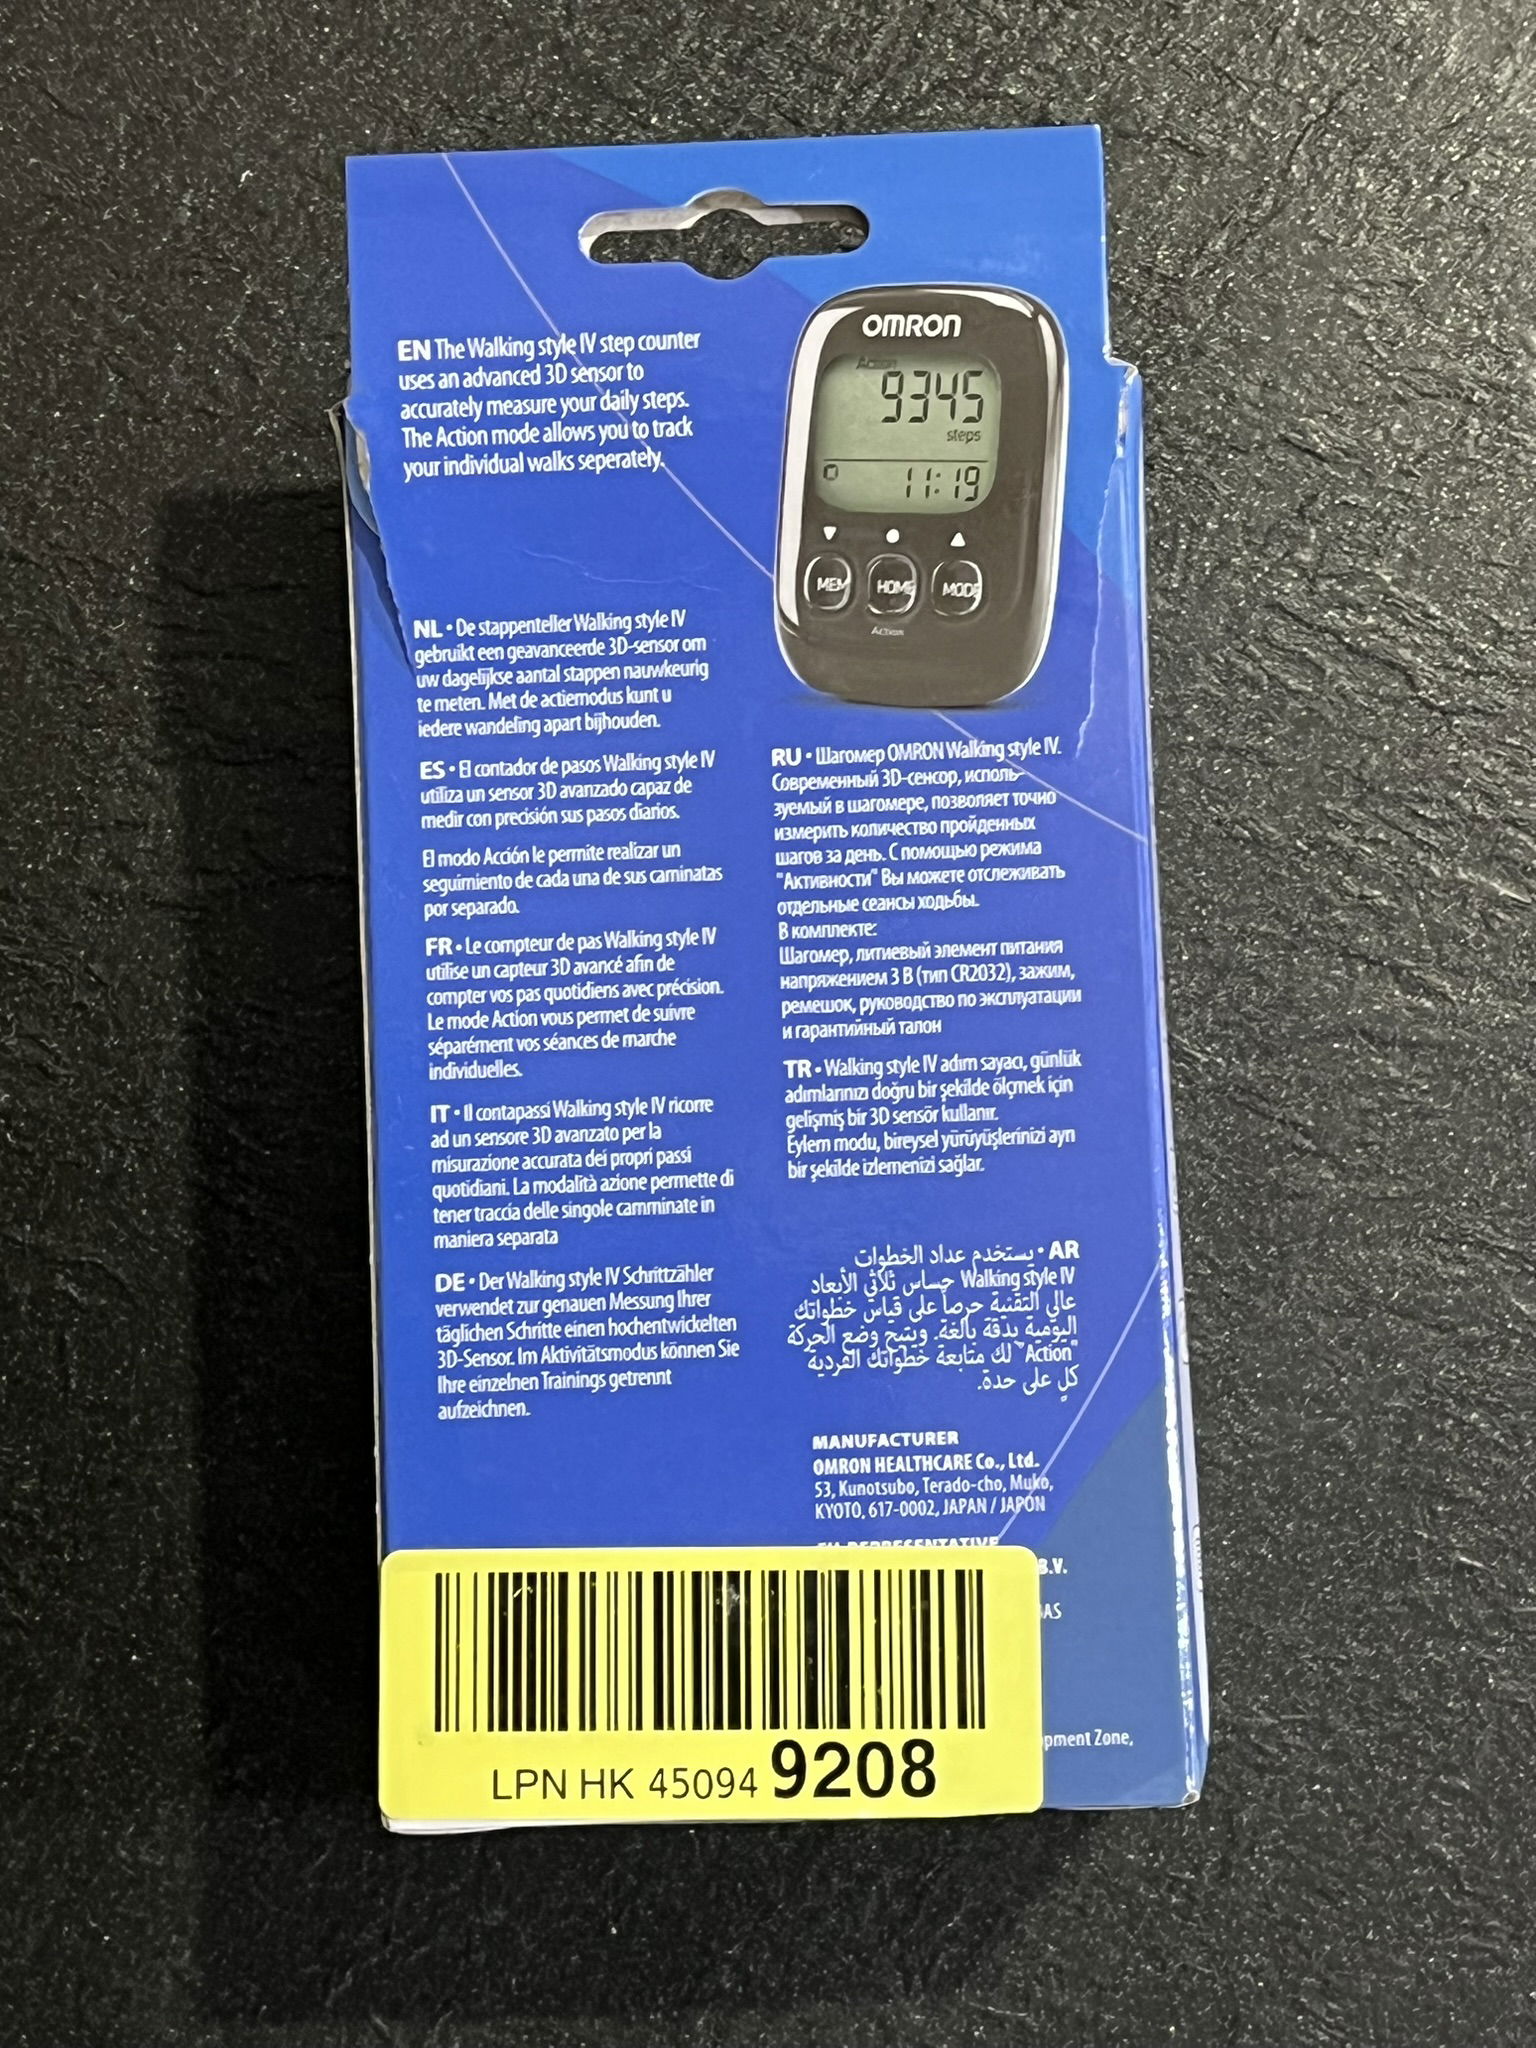 EN The Walking style IV step counter
uses an advanced 3D sensor to
accurately measure your daily steps.
The Action mode allows you to track
your individual walks seperately.
OMRON
Action
9345
steps
11:19
MEM
HOME
MODE
Action
NL • De stappenteller Walking style IV
gebruikt een geavanceerde 3D-sensor om
uw dagelijkse aantal stappen nauwkeurig
te meten. Met de actiemodus kunt u
iedere wandeling apart bijhouden.
ES • El contador de pasos Walking style IV
utiliza un sensor 3D avanzado capaz de
medir con precisión sus pasos diarios.
El modo Acción le permite realizar un
seguimiento de cada una de sus caminatas
por separado.
FR • Le compteur de pas Walking style IV
utilise un capteur 3D avancé afin de
compter vos pas quotidiens avec précision.
Le mode Action vous permet de suivre
séparément vos séances de marche
individuelles.
IT • Il contapassi Walking style IV ricorre
ad un sensore 3D avanzato per la
misurazione accurata dei propri passi
quotidiani. La modalità azione permette di
tener traccia delle singole camminate in
maniera separata
DE • Der Walking style IV Schrittzähler
verwendet zur genauen Messung Ihrer
täglichen Schritte einen hochentwickelten
3D-Sensor. Im Aktivitätsmodus können Sie
Ihre einzelnen Trainings getrennt
aufzeichnen.
RU • Шагомер OMRON Walking style IV.
Современный 3D-сенсор, исполь-
зуемый в шагомере, позволяет точно
измерить количество пройденных
шагов за день. С помощью режима
"Активности" Вы можете отслеживать
отдельные сеансы ходьбы.
В комплекте:
Шагомер, литиевый элемент питания
напряжением 3 В (тип CR2032), зажим,
ремешок, руководство по эксплуатации
и гарантийный талон
TR • Walking style IV adım sayacı, günlük
adımlarınızı doğru bir şekilde ölçmek için
gelişmiş bir 3D sensör kullanır.
Eylem modu, bireysel yürüyüşlerinizi ayrı
bir şekilde izlemenizi sağlar.
AR • يستخدم عداد الخطوات
Walking style IV حساس ثلاثي الأبعاد
عالي التقنية حرصاً على قياس خطواتك
اليومية بدقة بالغة. ويتيح وضع الحركة
"Action" لك متابعة خطواتك الفردية
كلٍ على حدة.
MANUFACTURER
OMRON HEALTHCARE Co., Ltd.
53, Kunotsubo, Terado-cho, Muko,
KYOTO, 617-0002, JAPAN / JAPON
EU-REPRESENTATIVE
B.V.
pment Zone,
LPN HK 45094 9208